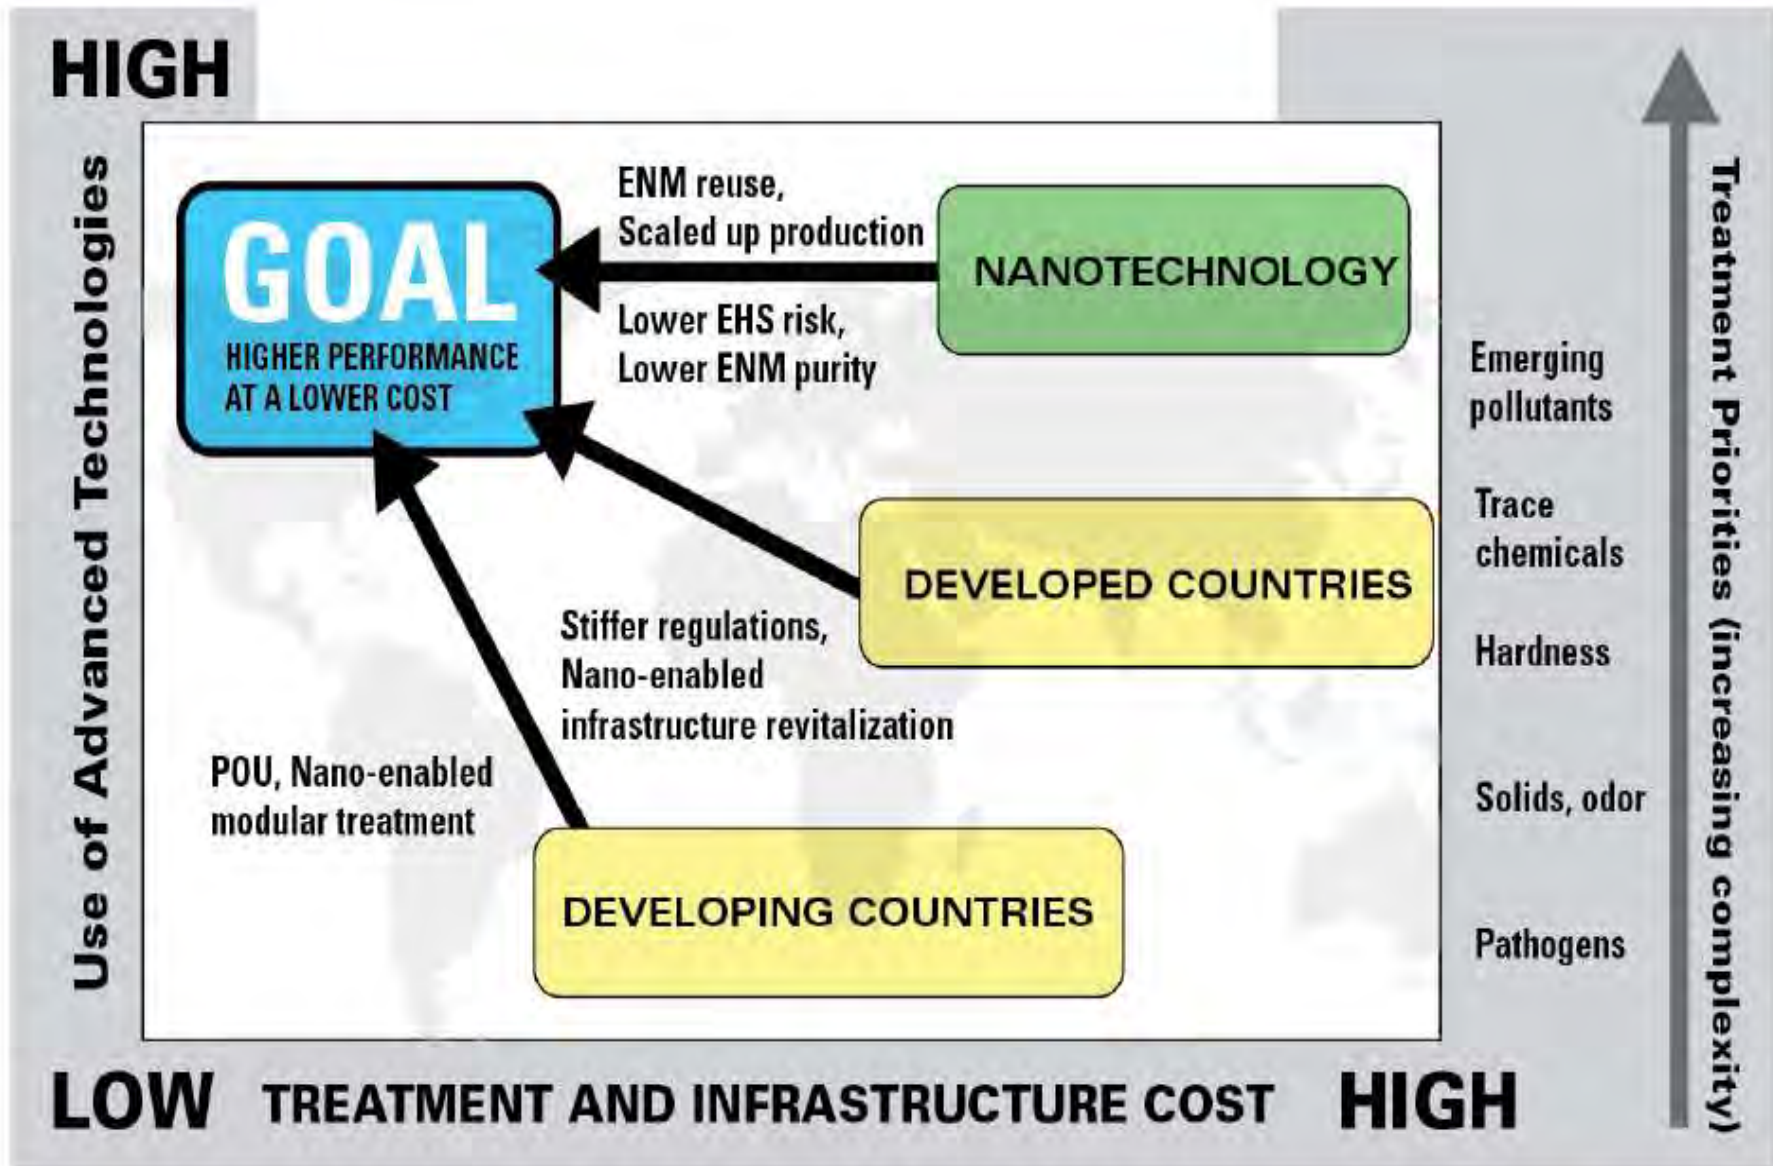 HIGH
Use of Advanced Technologies
GOAL
HIGHER PERFORMANCE
AT A LOWER COST
ENM reuse,
Scaled up production
Lower EHS risk,
Lower ENM purity
NANOTECHNOLOGY
DEVELOPED COUNTRIES
Stiffer regulations,
Nano-enabled
infrastructure revitalization
POU, Nano-enabled
modular treatment
DEVELOPING COUNTRIES
Emerging
pollutants
Trace
chemicals
Hardness
Solids, odor
Pathogens
Treatment Priorities (increasing complexity)
LOW TREATMENT AND INFRASTRUCTURE COST HIGH